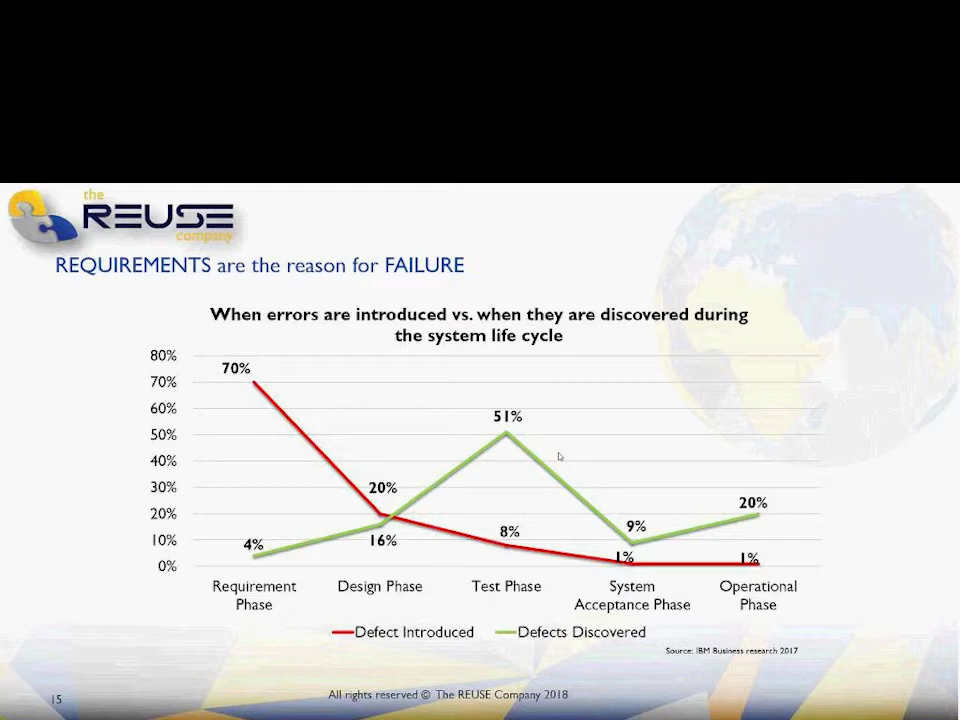 the
REUSE
company
REQUIREMENTS are the reason for FAILURE
When errors are introduced vs. when they are discovered during
the system life cycle
80%
70%
60%
50%
40%
30%
20%
10%
0%
70%
20%
8%
1%
1%
4%
16%
51%
9%
20%
Requirement
Phase
Design Phase
Test Phase
System
Acceptance Phase
Operational
Phase
Defect Introduced
Defects Discovered
Source: IBM Business research 2017
15
All rights reserved © The REUSE Company 2018